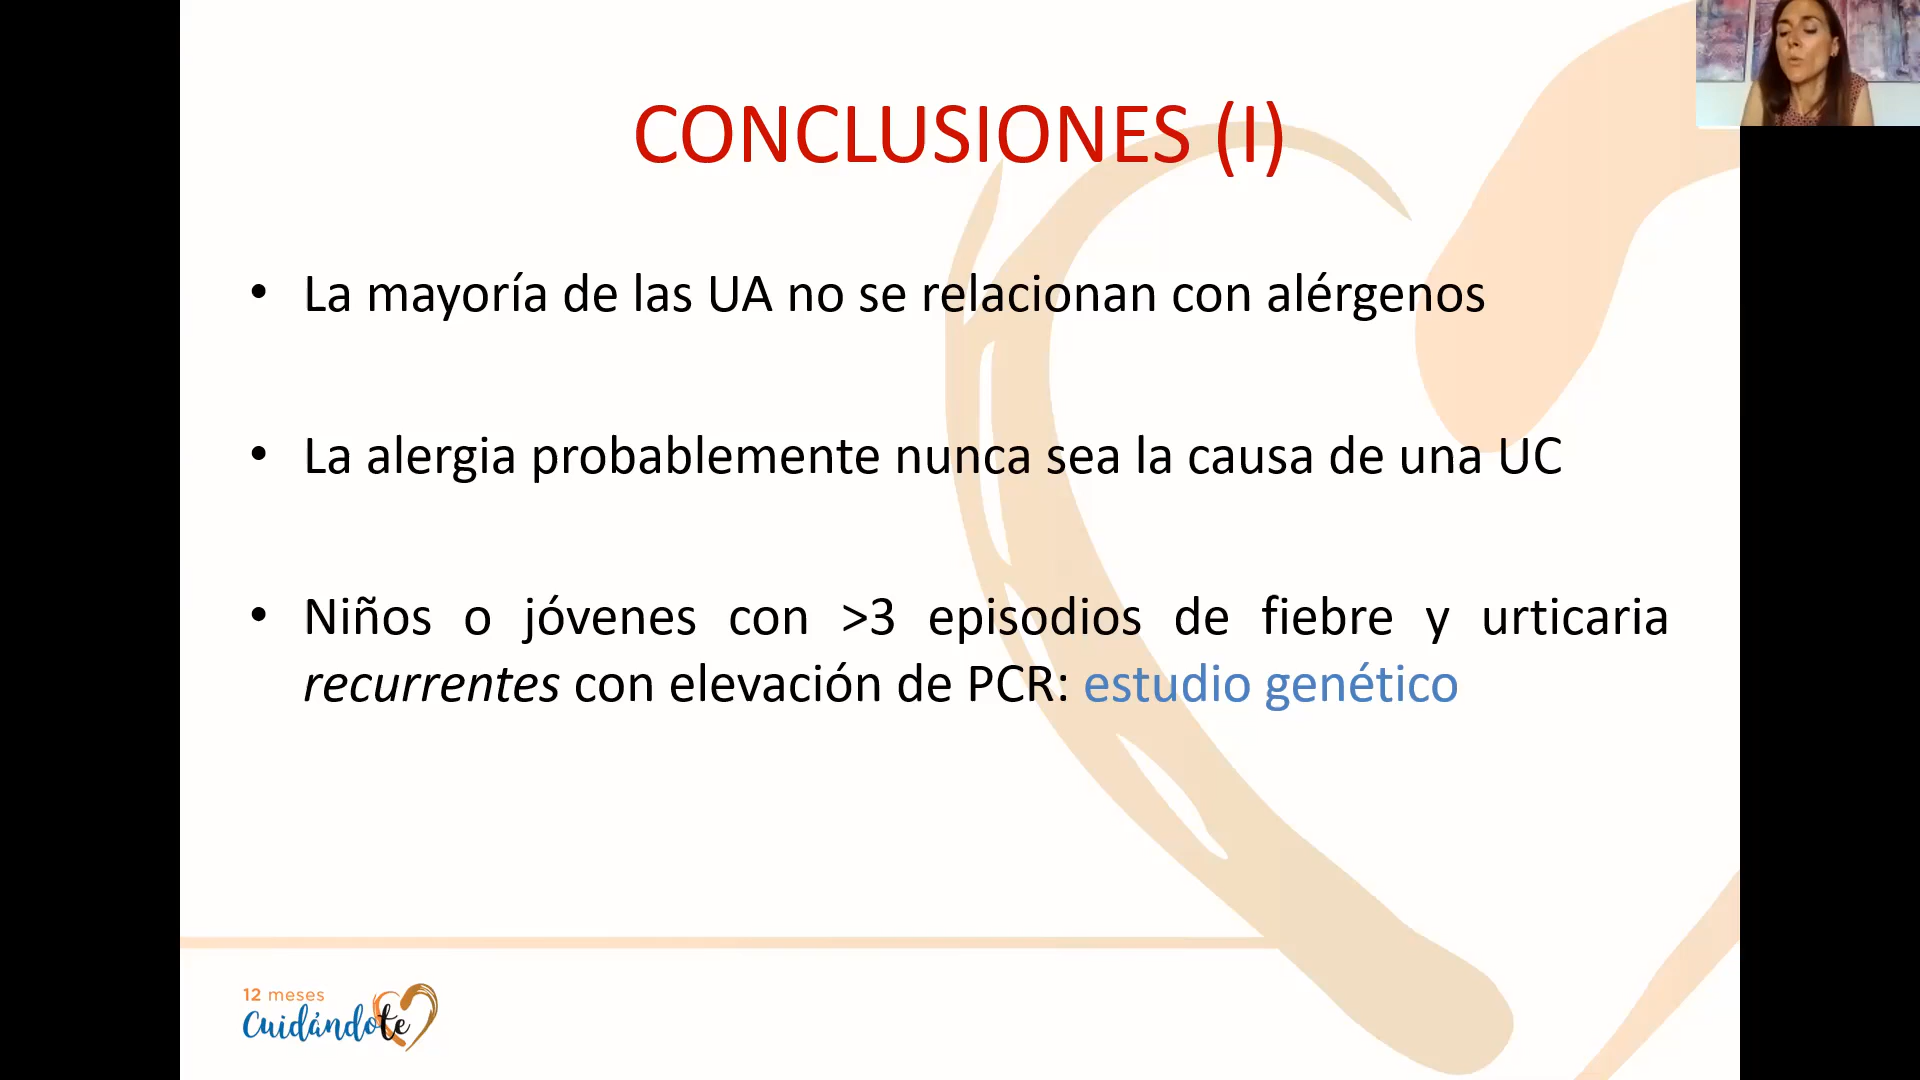 CONCLUSIONES (I)
• La mayoría de las UA no se relacionan con alérgenos
• La alergia probablemente nunca sea la causa de una UC
• Niños o jóvenes con >3 episodios de fiebre y urticaria
recurrentes con elevación de PCR: estudio genético
12 meses
Cuidándote